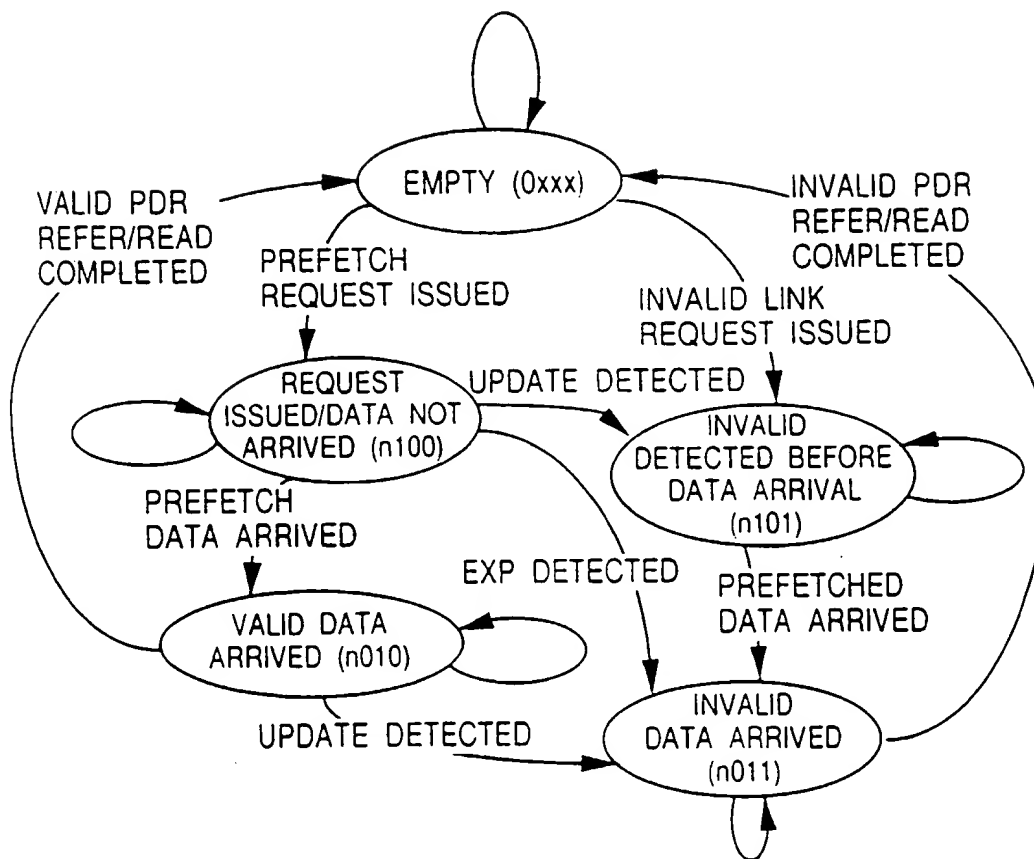 EMPTY (0xxx)
VALID PDR
REFER/READ
COMPLETED
INVALID PDR
REFER/READ
COMPLETED
PREFETCH
REQUEST ISSUED
INVALID LINK
REQUEST ISSUED
REQUEST
ISSUED/DATA NOT
ARRIVED (n100)
UPDATE DETECTED
INVALID
DETECTED BEFORE
DATA ARRIVAL
(n101)
PREFETCH
DATA ARRIVED
EXP DETECTED
PREFETCHED
DATA ARRIVED
VALID DATA
ARRIVED (n010)
UPDATE DETECTED
INVALID
DATA ARRIVED
(n011)